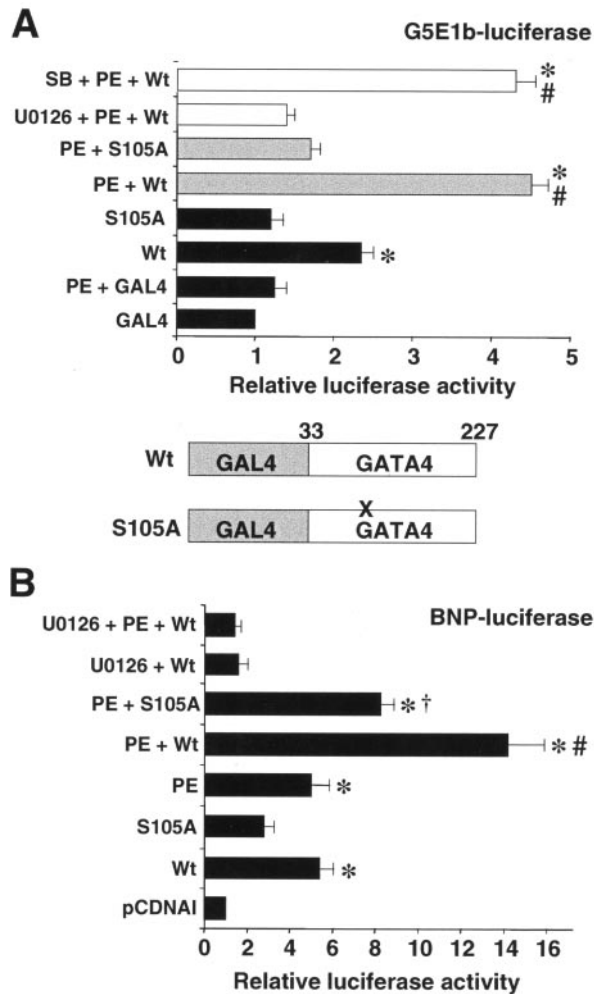 A
G5E1b-luciferase
SB + PE + Wt
*
#
U0126 + PE + Wt
PE + S105A
PE + Wt
*
#
S105A
Wt
*
PE + GAL4
GAL4
0 1 2 3 4 5
Relative luciferase activity
33 227
Wt GAL4 GATA4
X
S105A GAL4 GATA4
B
BNP-luciferase
U0126 + PE + Wt
U0126 + Wt
PE + S105A * †
PE + Wt * #
PE *
S105A
Wt *
pCDNAI
0 2 4 6 8 10 12 14 16
Relative luciferase activity